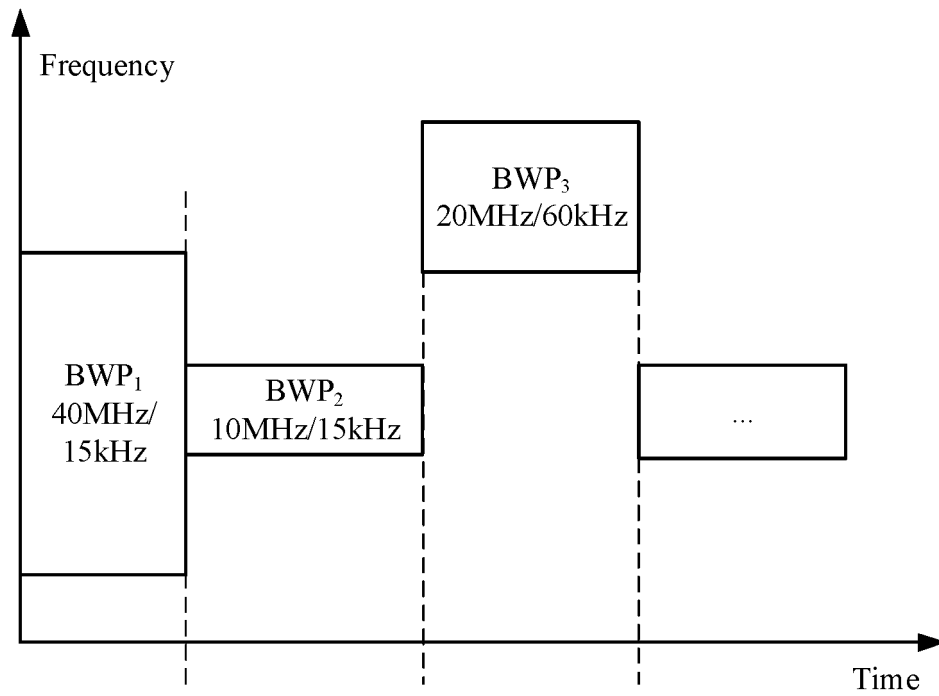 Frequency
BWP₃
20MHz/60kHz
BWP₁
40MHz/
15kHz
BWP₂
10MHz/15kHz
...
Time